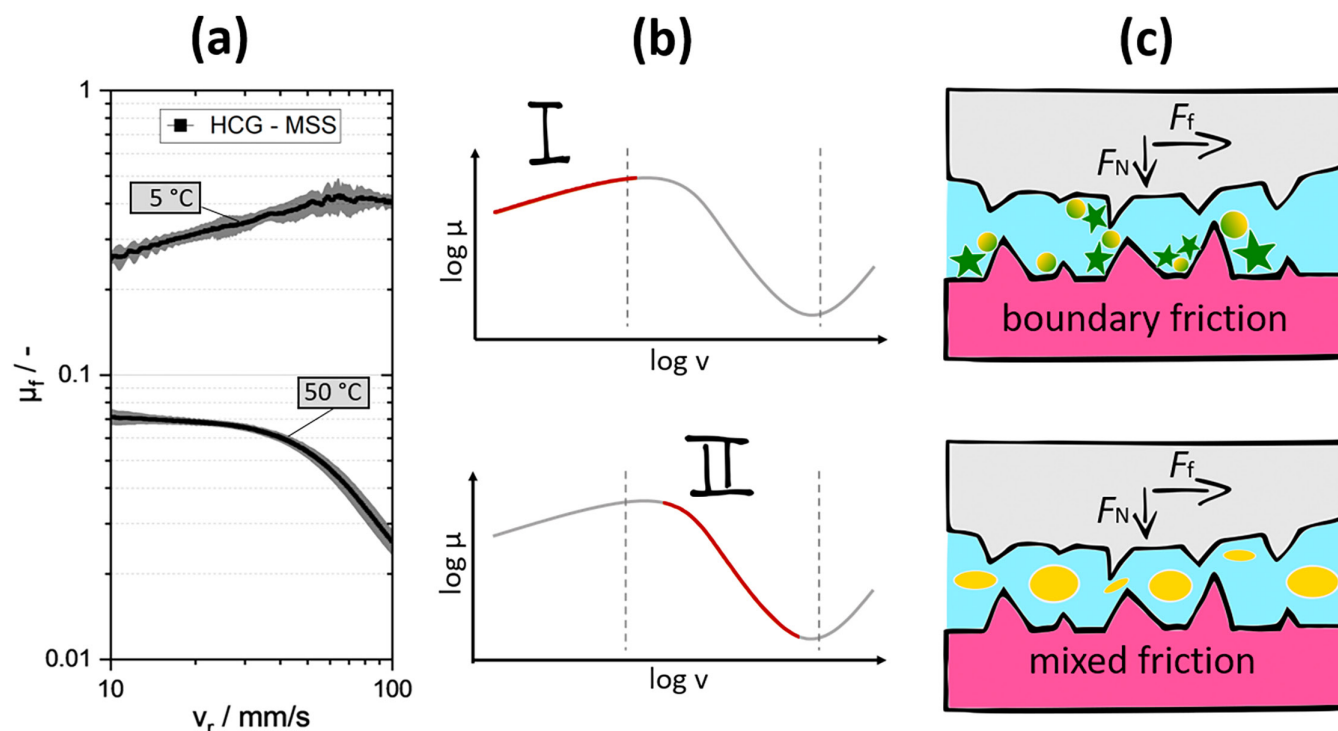 (a)
1
HCG - MSS
5 °C
μf / -
0.1
50 °C
0.01
10
100
vr / mm/s
(b)
I
log μ
log v
II
log μ
log v
(c)
Ff
FN
boundary friction
Ff
FN
mixed friction